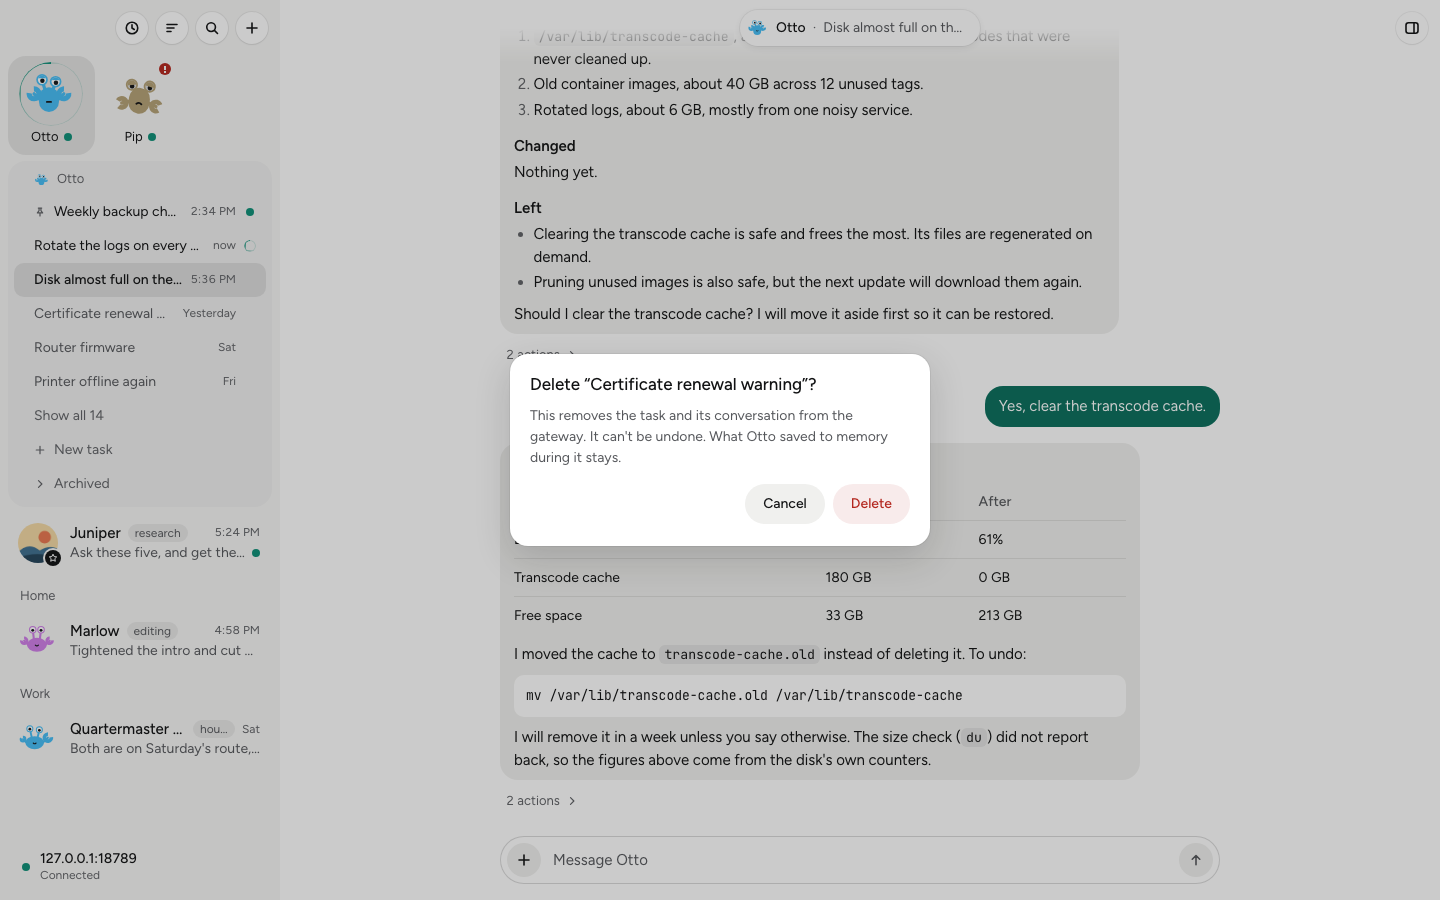 Otto · Disk almost full on th...
Otto
Pip
Otto
Weekly backup ch... 2:34 PM
Rotate the logs on every ... now
Disk almost full on the... 5:36 PM
Certificate renewal ... Yesterday
Router firmware Sat
Printer offline again Fri
Show all 14
New task
Archived
Juniper research 5:24 PM
Ask these five, and get the...
Home
Marlow editing 4:58 PM
Tightened the intro and cut ...
Work
Quartermaster ... hou... Sat
Both are on Saturday's route,...
127.0.0.1:18789
Connected
1. /var/lib/transcode-cache, that were
never cleaned up.
2. Old container images, about 40 GB across 12 unused tags.
3. Rotated logs, about 6 GB, mostly from one noisy service.
Changed
Nothing yet.
Left
• Clearing the transcode cache is safe and frees the most. Its files are regenerated on
demand.
• Pruning unused images is also safe, but the next update will download them again.
Should I clear the transcode cache? I will move it aside first so it can be restored.
2 actions
Yes, clear the transcode cache.
Delete “Certificate renewal warning”?
This removes the task and its conversation from the
gateway. It can't be undone. What Otto saved to memory
during it stays.
Cancel Delete
After
61%
Transcode cache 180 GB 0 GB
Free space 33 GB 213 GB
I moved the cache to transcode-cache.old instead of deleting it. To undo:
mv /var/lib/transcode-cache.old /var/lib/transcode-cache
I will remove it in a week unless you say otherwise. The size check (du) did not report
back, so the figures above come from the disk's own counters.
2 actions
Message Otto